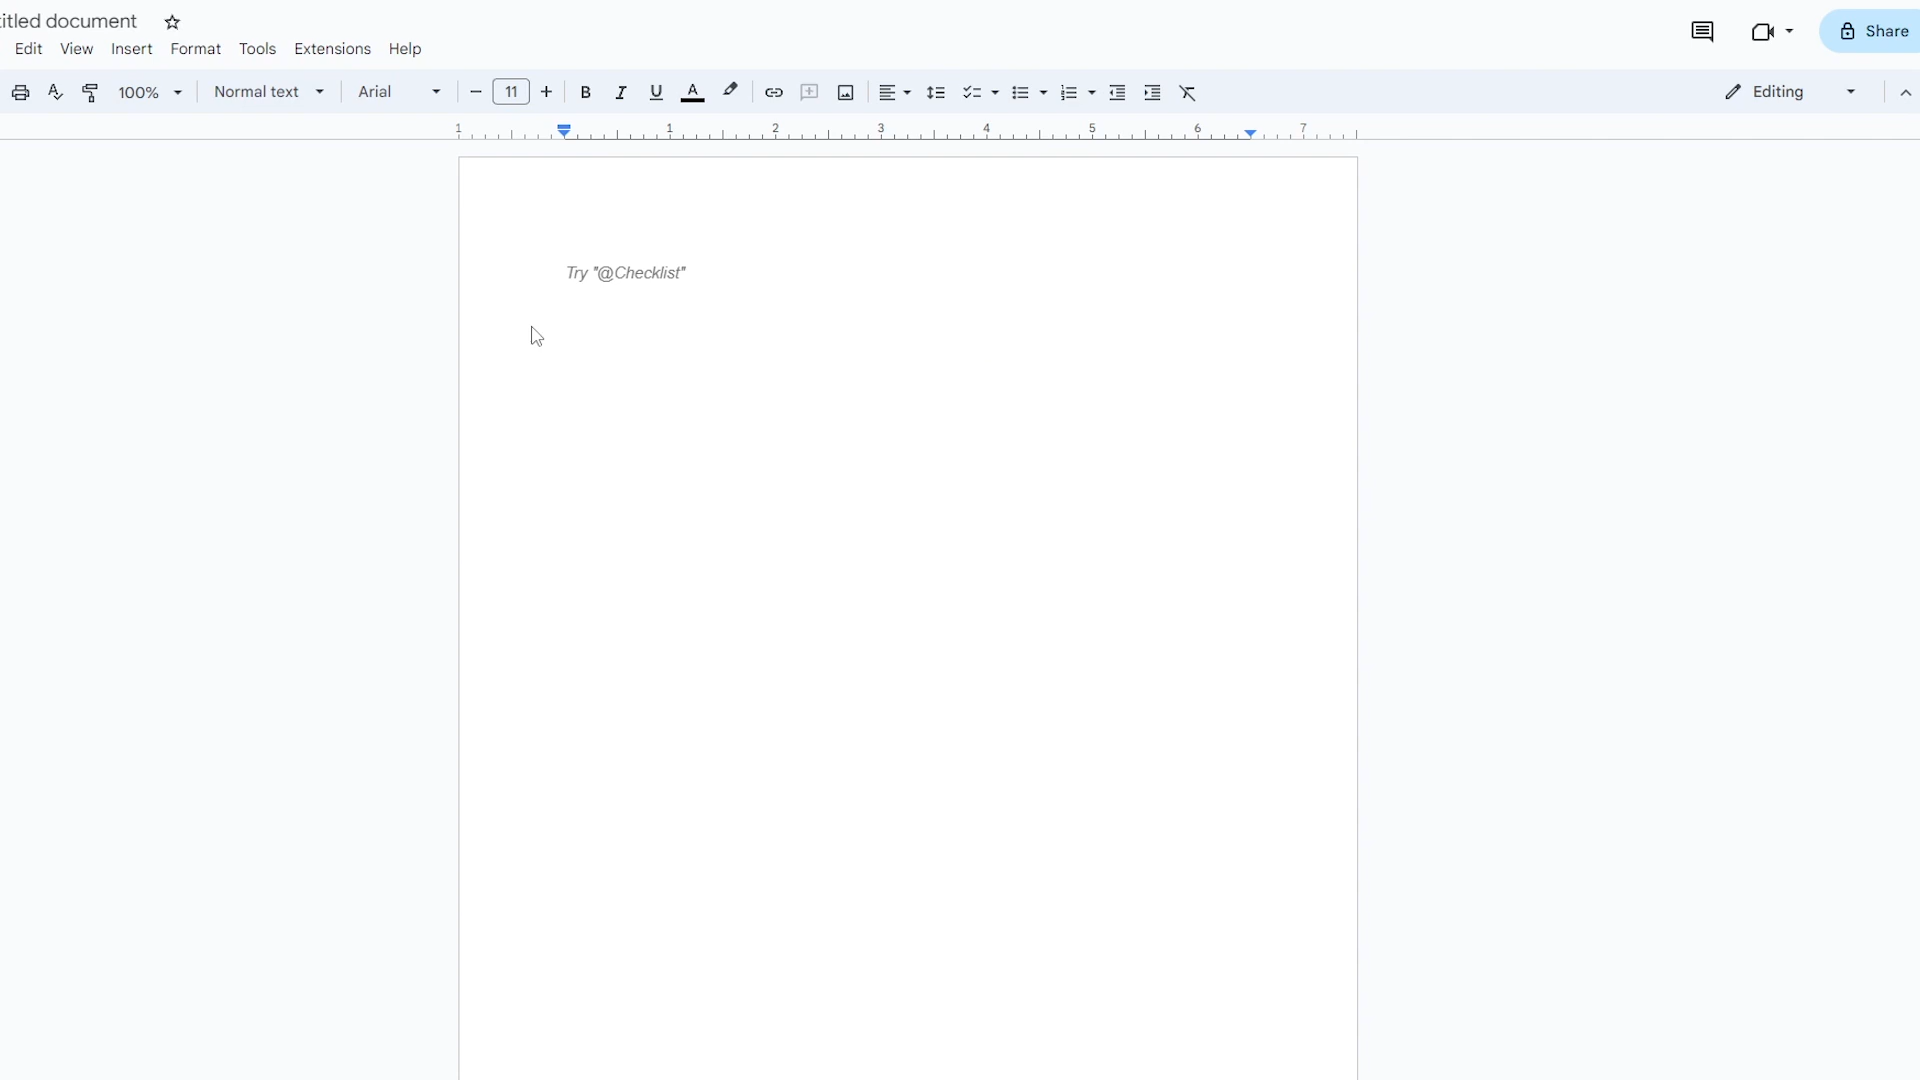 itled document
Edit View Insert Format Tools Extensions Help
Share
100% Normal text Arial 11 B I U A Editing
1 1 2 3 4 5 6 7
Try "@Checklist"